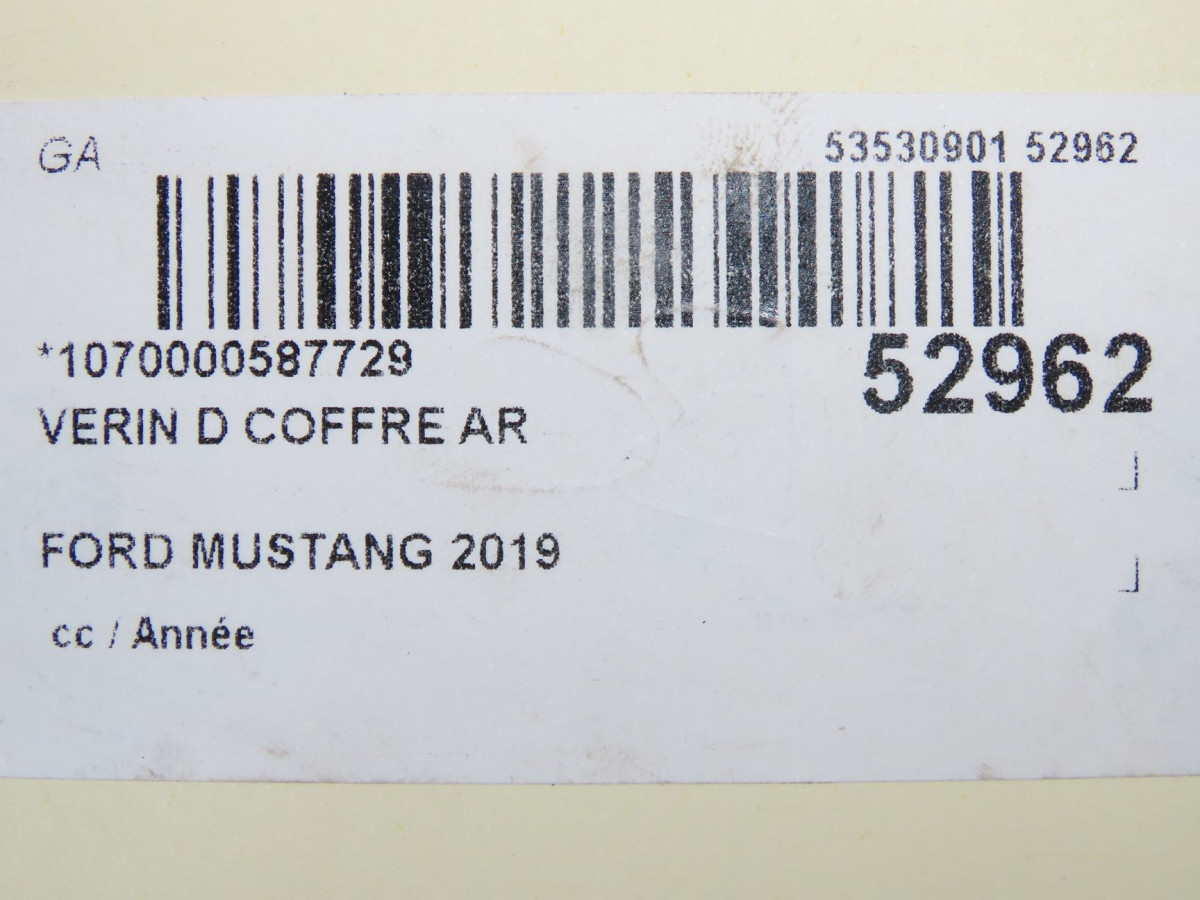 GA
53530901 52962
*1070000587729
52962
VERIN D COFFRE AR
FORD MUSTANG 2019
cc / Année